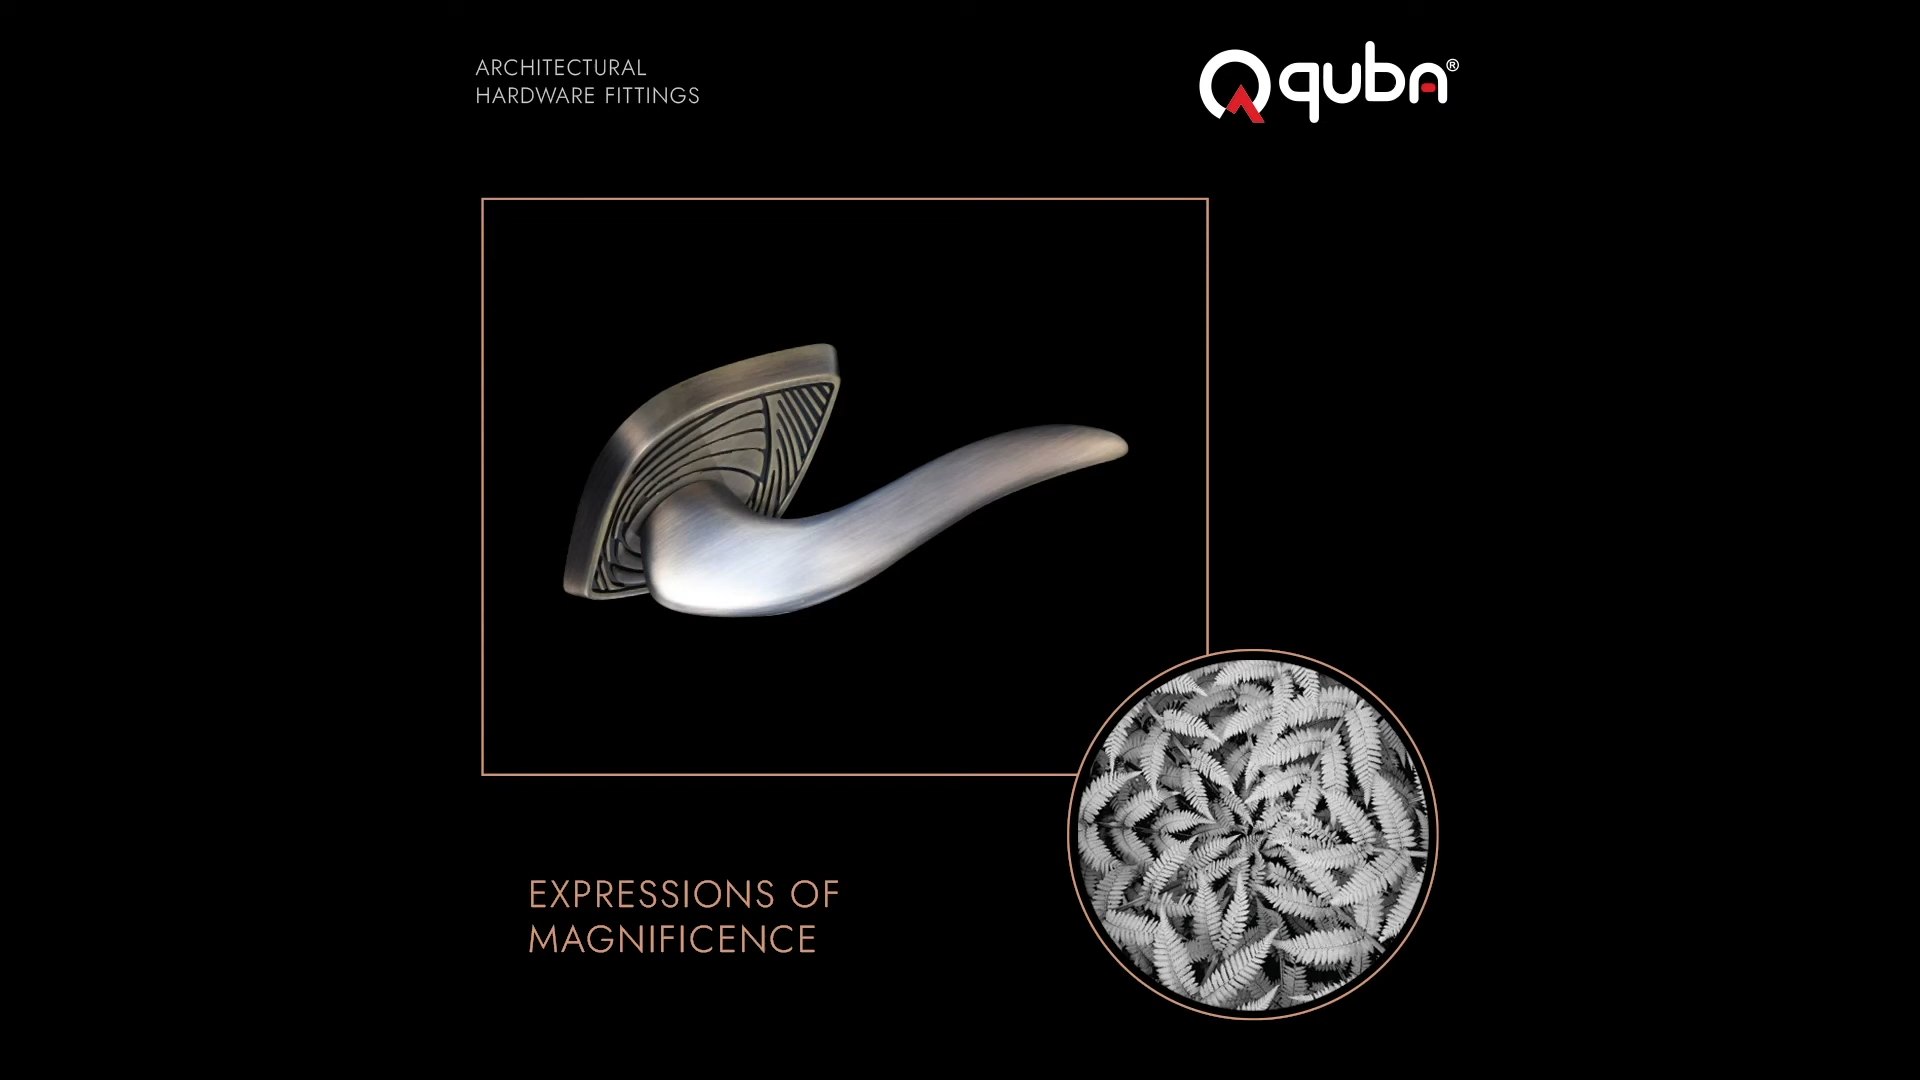 ARCHITECTURAL
HARDWARE FITTINGS
quba®
EXPRESSIONS OF
MAGNIFICENCE